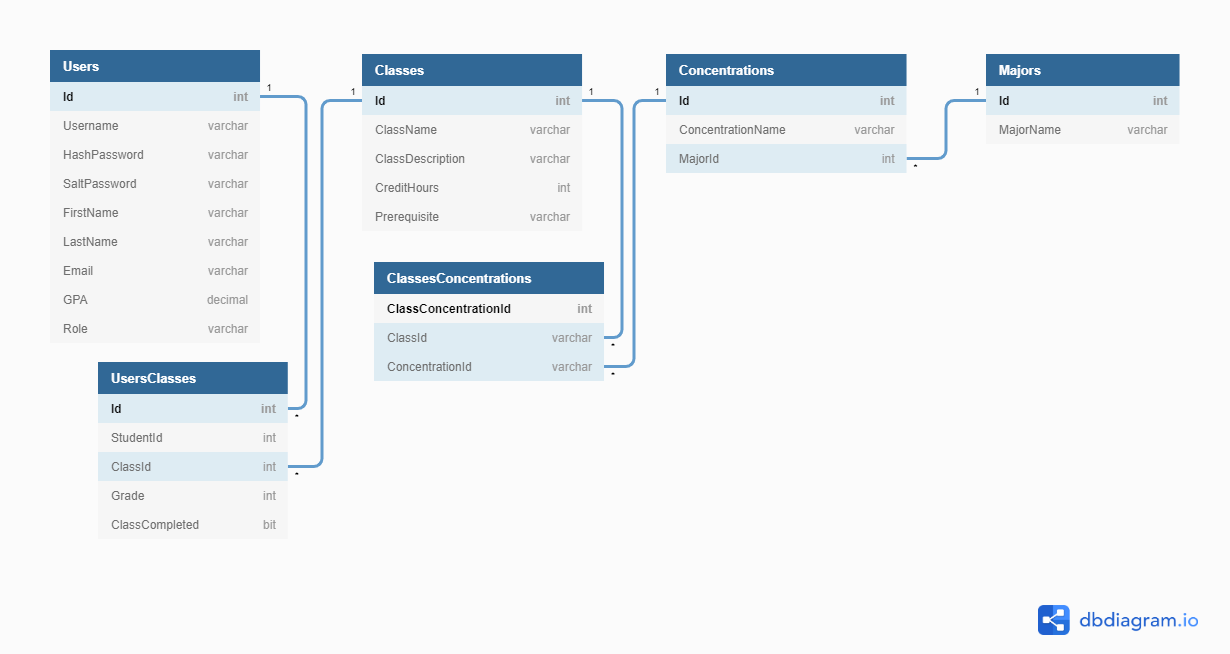 Users
Id int
Username varchar
HashPassword varchar
SaltPassword varchar
FirstName varchar
LastName varchar
Email varchar
GPA decimal
Role varchar
1
*
UsersClasses
Id int
StudentId int
ClassId int
Grade int
ClassCompleted bit
1
*
Classes
Id int
ClassName varchar
ClassDescription varchar
CreditHours int
Prerequisite varchar
1
*
ClassesConcentrations
ClassConcentrationId int
ClassId varchar
ConcentrationId varchar
1
*
Concentrations
Id int
ConcentrationName varchar
MajorId int
1
*
Majors
Id int
MajorName varchar
dbdiagram.io